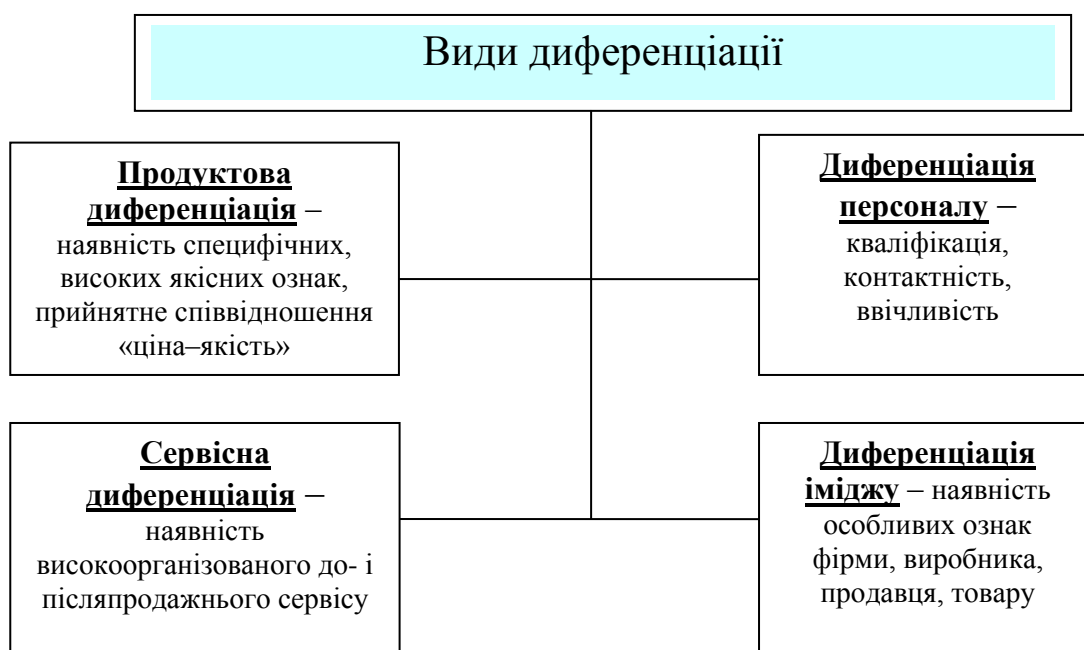 Види диференціації
Продуктова
диференціація –
наявність специфічних,
високих якісних ознак,
прийнятне співвідношення
«ціна–якість»
Диференціація
персоналу –
кваліфікація,
контактність,
ввічливість
Сервісна
диференціація –
наявність
високоорганізованого до- і
післяпродажнього сервісу
Диференціація
іміджу – наявність
особливих ознак
фірми, виробника,
продавця, товару